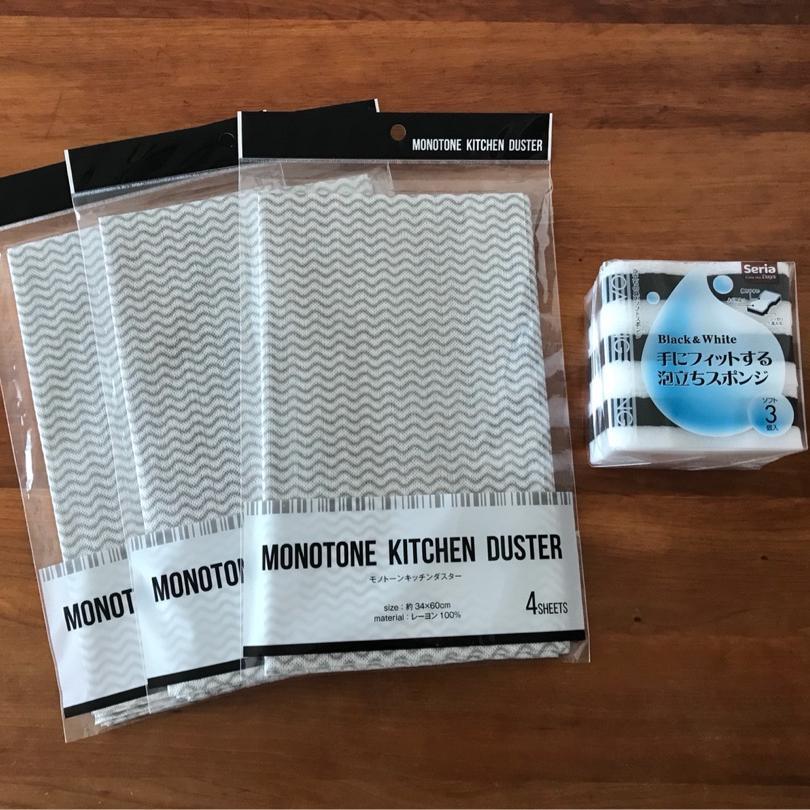 MONOTONE KITCHEN DUSTER
MONOTONE KITCHEN DUSTER
モノトーンキッチンダスター
size : 約 34×60cm
material : レーヨン 100%
4SHEETS
MONOT
MONOTON
Seria
Days
Black & White
手にフィットする
泡立ちスポンジ
ソフト
3
個入